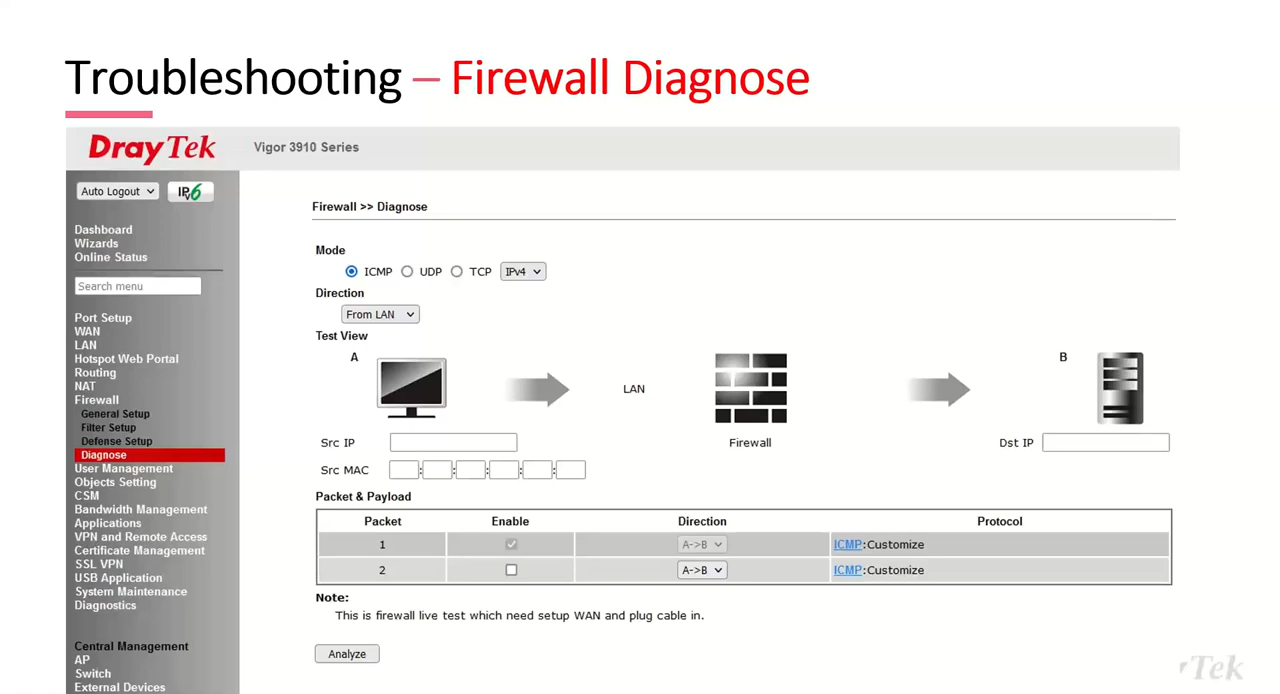 Troubleshooting – Firewall Diagnose
DrayTek Vigor 3910 Series
Auto Logout IPv6
Dashboard
Wizards
Online Status
Search menu
Port Setup
WAN
LAN
Hotspot Web Portal
Routing
NAT
Firewall
General Setup
Filter Setup
Defense Setup
Diagnose
User Management
Objects Setting
CSM
Bandwidth Management
Applications
VPN and Remote Access
Certificate Management
SSL VPN
USB Application
System Maintenance
Diagnostics
Central Management
AP
Switch
External Devices
Firewall >> Diagnose
Mode
ICMP UDP TCP IPv4
Direction
From LAN
Test View
A B
LAN
Firewall
Src IP Dst IP
Src MAC : : : : :
Packet & Payload
Packet Enable Direction Protocol
1 A->B ICMP:Customize
2 A->B ICMP:Customize
Note:
This is firewall live test which need setup WAN and plug cable in.
Analyze
Tek